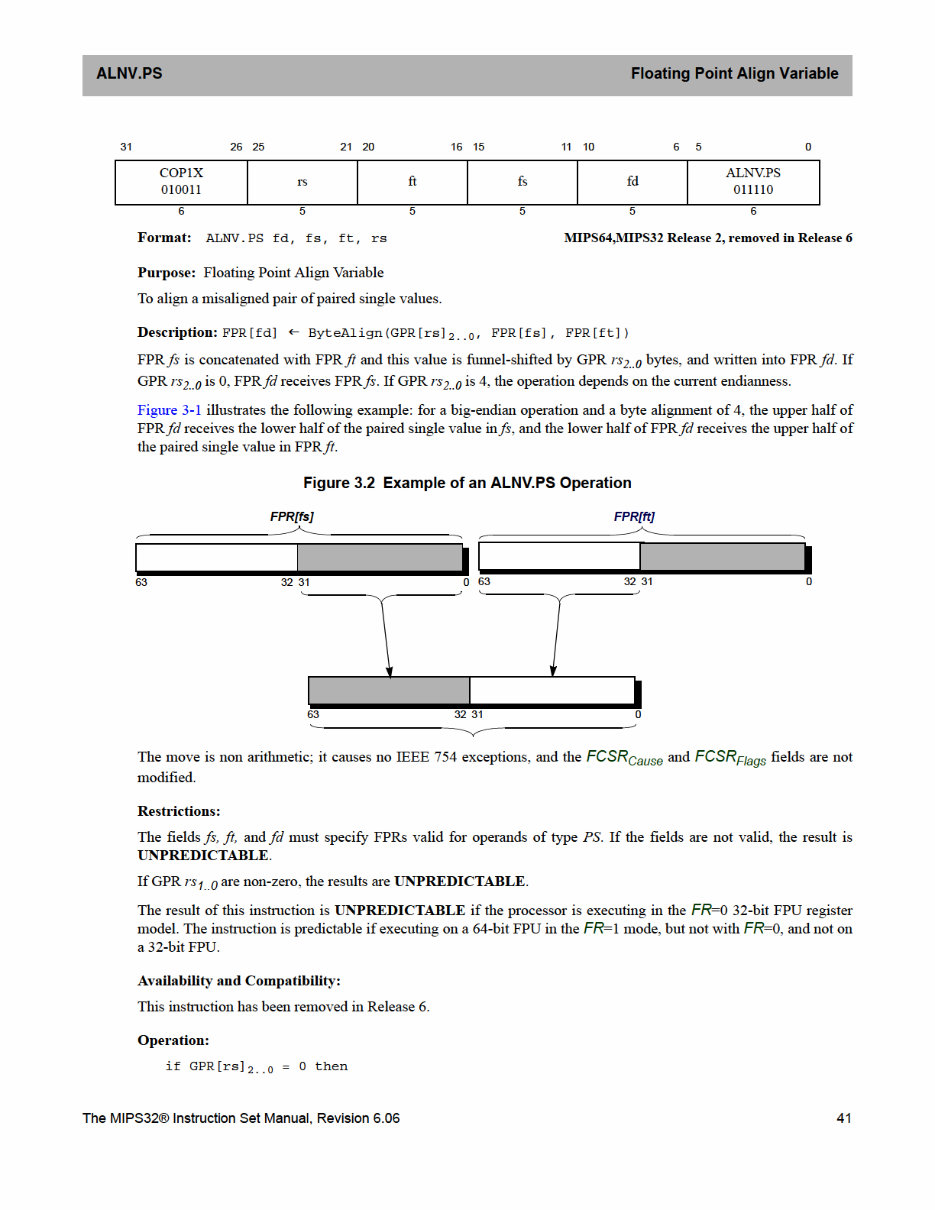 ALNV.PS Floating Point Align Variable
31 26 25 21 20 16 15 11 10 6 5 0
COP1X rs ft fs fd ALNV.PS
010011 011110
6 5 5 5 5 6
Format: ALNV.PS fd, fs, ft, rs MIPS64,MIPS32 Release 2, removed in Release 6
Purpose: Floating Point Align Variable
To align a misaligned pair of paired single values.
Description: FPR[fd] ← ByteAlign(GPR[rs]2..0, FPR[fs], FPR[ft])
FPR fs is concatenated with FPR ft and this value is funnel-shifted by GPR rs2..0 bytes, and written into FPR fd. If
GPR rs2..0 is 0, FPR fd receives FPR fs. If GPR rs2..0 is 4, the operation depends on the current endianness.
Figure 3-1 illustrates the following example: for a big-endian operation and a byte alignment of 4, the upper half of
FPR fd receives the lower half of the paired single value in fs, and the lower half of FPR fd receives the upper half of
the paired single value in FPR ft.
Figure 3.2 Example of an ALNV.PS Operation
FPR[fs] FPR[ft]
63 32 31 0 63 32 31 0
63 32 31 0
The move is non arithmetic; it causes no IEEE 754 exceptions, and the FCSRCause and FCSRFlags fields are not
modified.
Restrictions:
The fields fs, ft, and fd must specify FPRs valid for operands of type PS. If the fields are not valid, the result is
UNPREDICTABLE.
If GPR rs1..0 are non-zero, the results are UNPREDICTABLE.
The result of this instruction is UNPREDICTABLE if the processor is executing in the FR=0 32-bit FPU register
model. The instruction is predictable if executing on a 64-bit FPU in the FR=1 mode, but not with FR=0, and not on
a 32-bit FPU.
Availability and Compatibility:
This instruction has been removed in Release 6.
Operation:
if GPR[rs]2..0 = 0 then
The MIPS32® Instruction Set Manual, Revision 6.06 41